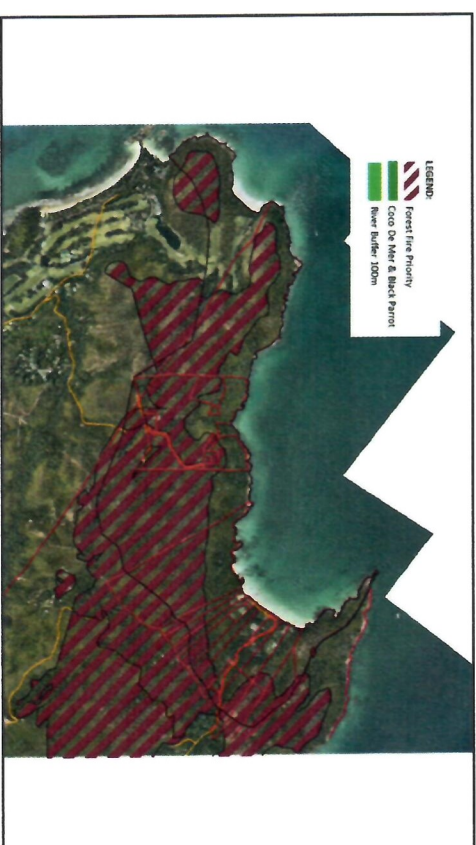 LEGEND:
Forest Fire Priority
Coco De Mer & Black Parrot
River Buffer 100m